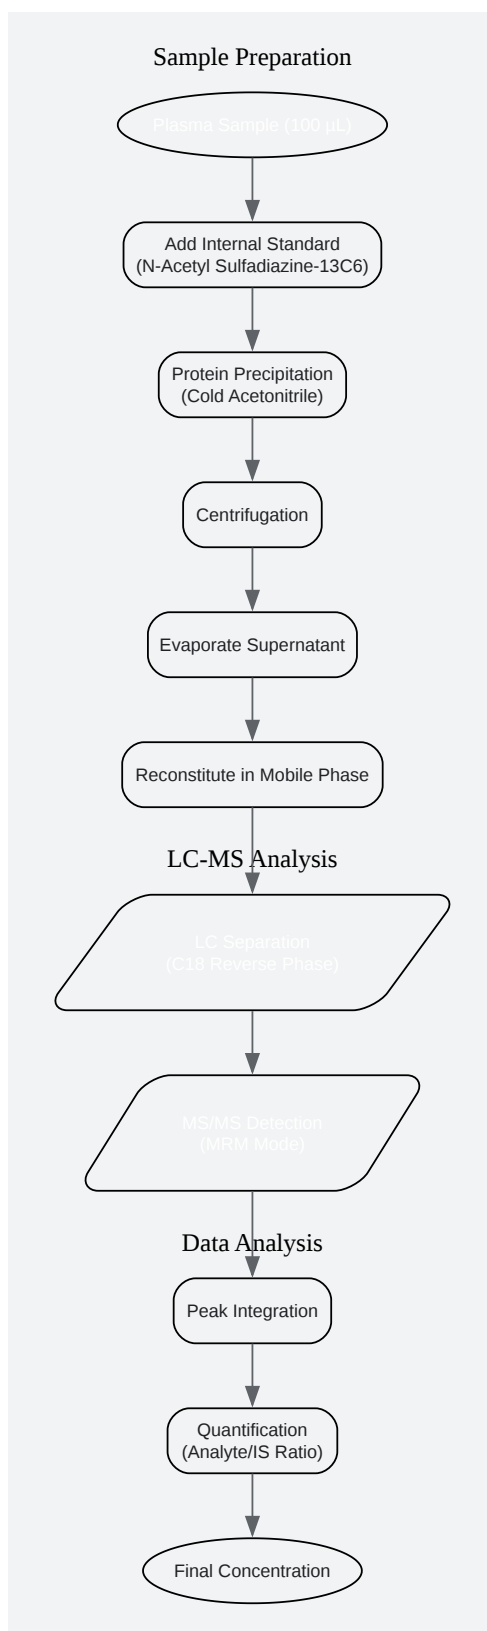 Sample Preparation
Plasma Sample (100 µL)
Add Internal Standard
(N-Acetyl Sulfadiazine-13C6)
Protein Precipitation
(Cold Acetonitrile)
Centrifugation
Evaporate Supernatant
Reconstitute in Mobile Phase
LC-MS Analysis
LC Separation
(C18 Reverse Phase)
MS/MS Detection
(MRM Mode)
Data Analysis
Peak Integration
Quantification
(Analyte/IS Ratio)
Final Concentration